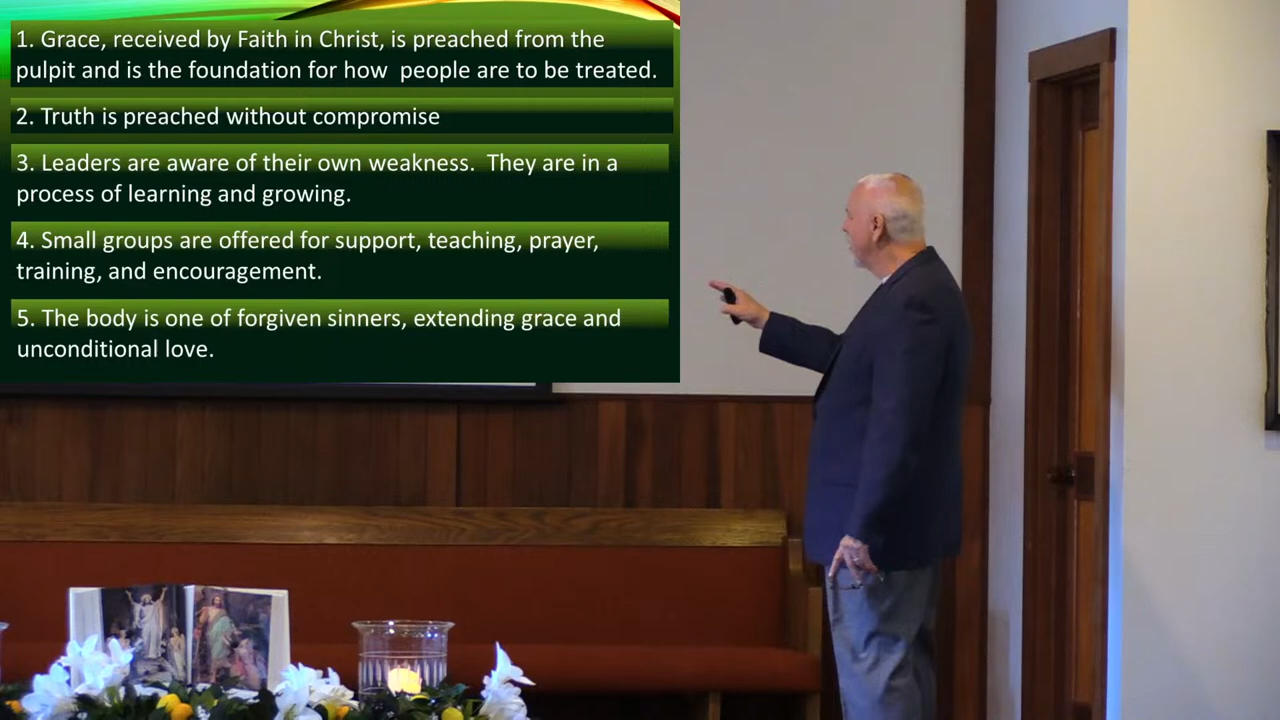 1. Grace, received by Faith in Christ, is preached from the
pulpit and is the foundation for how  people are to be treated.
2. Truth is preached without compromise
3. Leaders are aware of their own weakness.  They are in a
process of learning and growing.
4. Small groups are offered for support, teaching, prayer,
training, and encouragement.
5. The body is one of forgiven sinners, extending grace and
unconditional love.